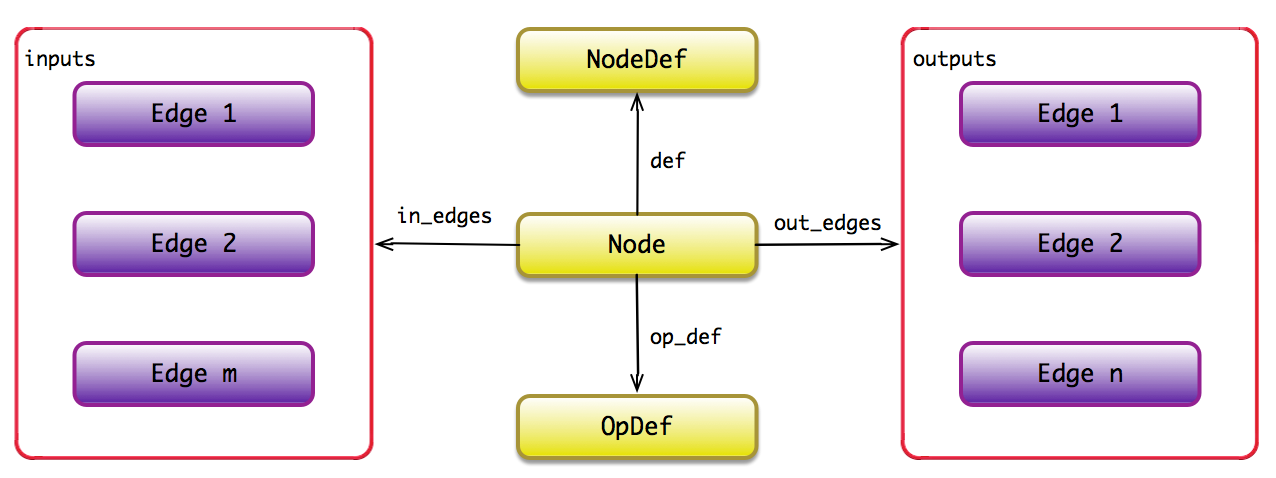 inputs
Edge 1
Edge 2
Edge m
in_edges
NodeDef
def
Node
op_def
OpDef
out_edges
outputs
Edge 1
Edge 2
Edge n